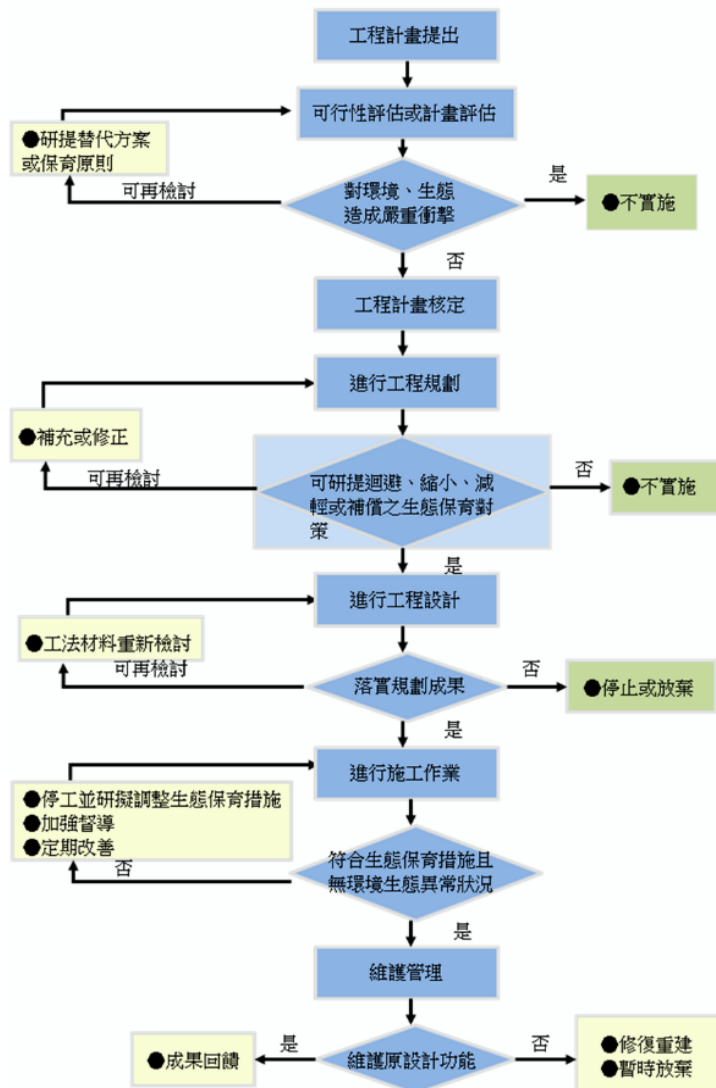 工程計畫提出
可行性評估或計畫評估
●研提替代方案
或保育原則
可再檢討
對環境、生態
造成嚴重衝擊
是
●不實施
否
工程計畫核定
進行工程規劃
●補充或修正
可再檢討
可研提迴避、縮小、減
輕或補償之生態保育對
策
否
●不實施
是
進行工程設計
●工法材料重新檢討
可再檢討
落實規劃成果
否
●停止或放棄
是
進行施工作業
●停工並研擬調整生態保育措施
●加強督導
●定期改善
否
符合生態保育措施且
無環境生態異常狀況
是
維護管理
●成果回饋
是
維護原設計功能
否
●修復重建
●暫時放棄